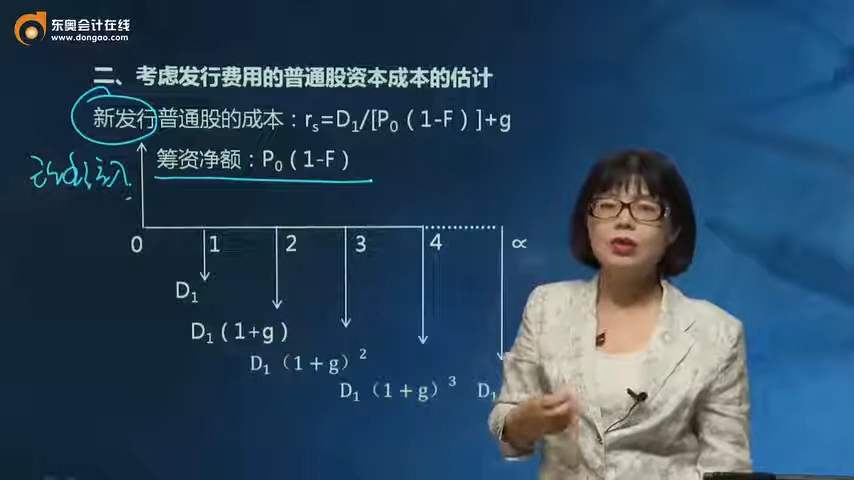 东奥会计在线
www.dongao.com
二、考虑发行费用的普通股资本成本的估计
新发行普通股的成本：rs=D1/[P0（1-F）]+g
筹资净额：P0（1-F）
0 1 2 3 4 ∝
D1
D1（1+g）
D1（1+g）2
D1（1+g）3 D1